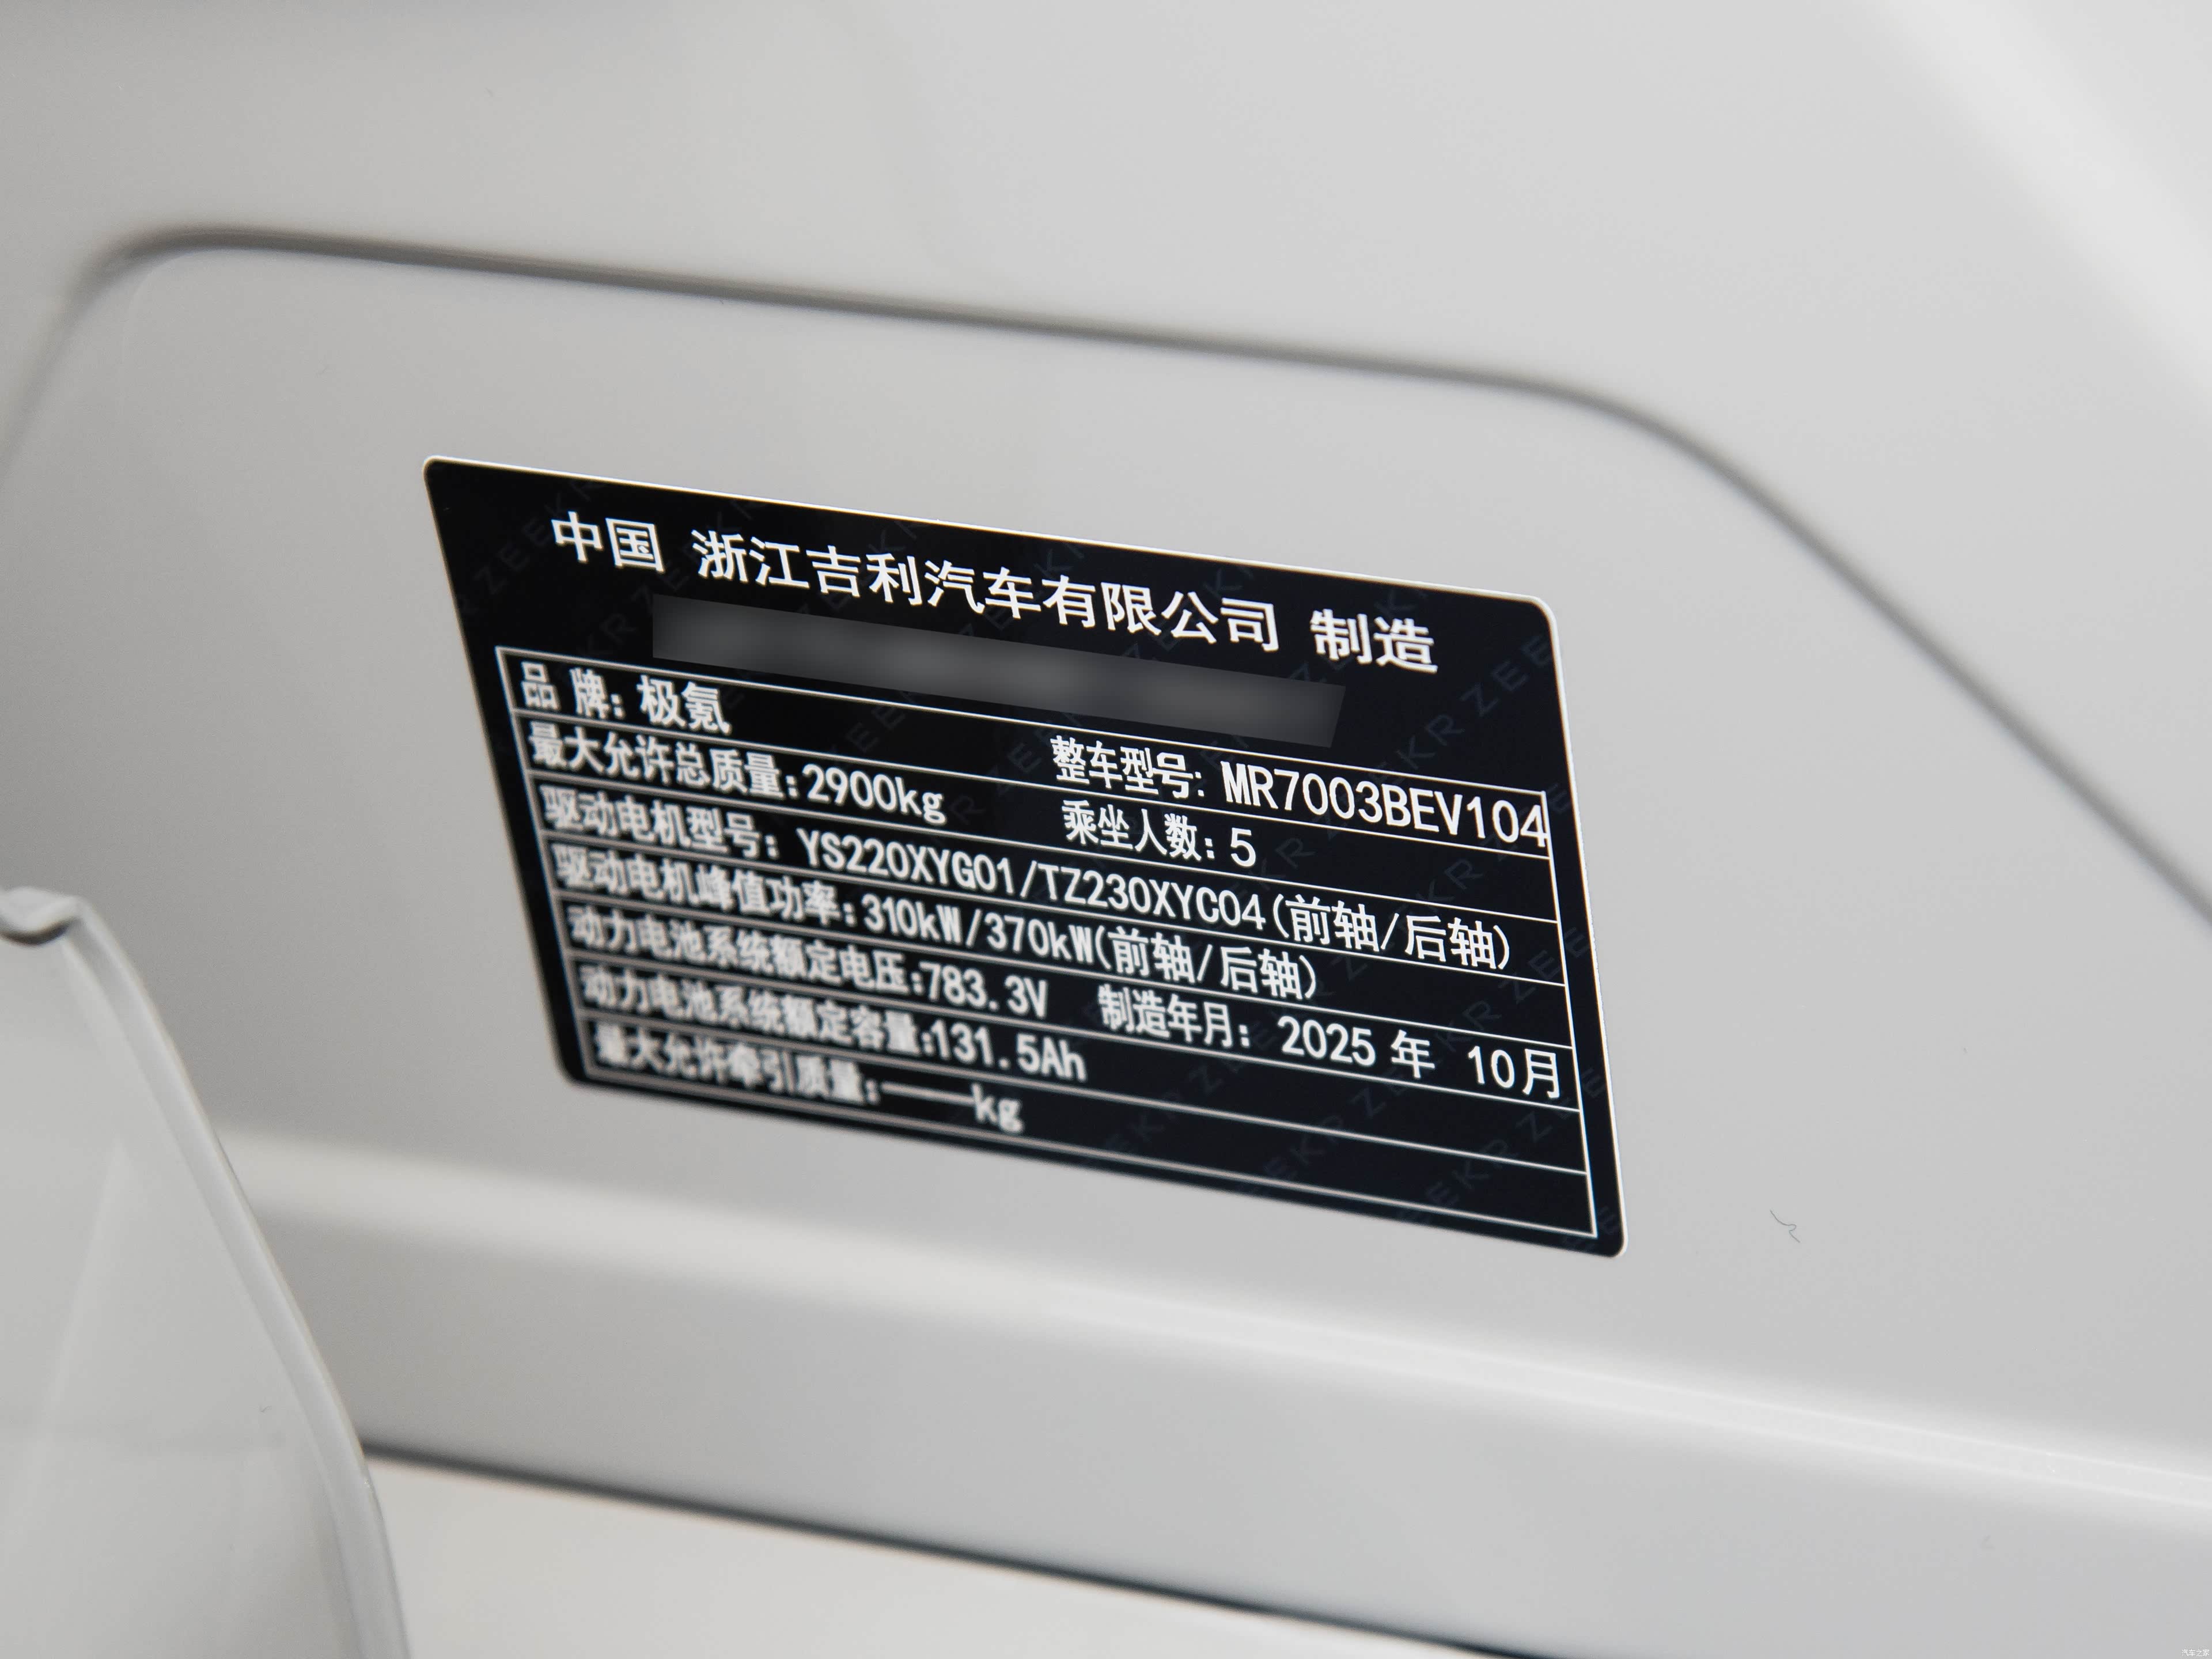 中国 浙江吉利汽车有限公司 制造
品 牌: 极氪 整车型号: MR7003BEV104
最大允许总质量:2900kg 乘坐人数: 5
驱动电机型号: YS220XYG01/TZ230XYC04(前轴/后轴)
驱动电机峰值功率:310kW/370kW(前轴/后轴)
动力电池系统额定电压:783.3V 制造年月: 2025 年 10月
动力电池系统额定容量:131.5Ah
最大允许牵引质量:——kg
汽车之家